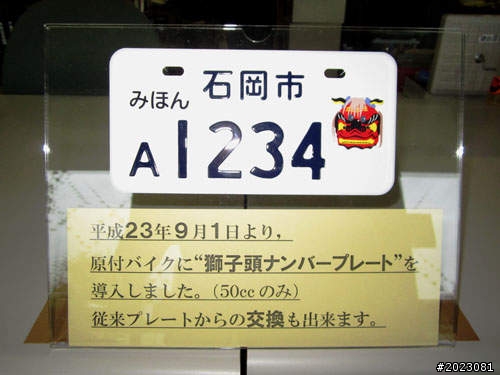 石岡市
みほん
A1234
平成23年9月1日より，
原付バイクに“獅子頭ナンバープレート”を
導入しました。（50ccのみ）
従来プレートからの交換も出来ます。
#2023081